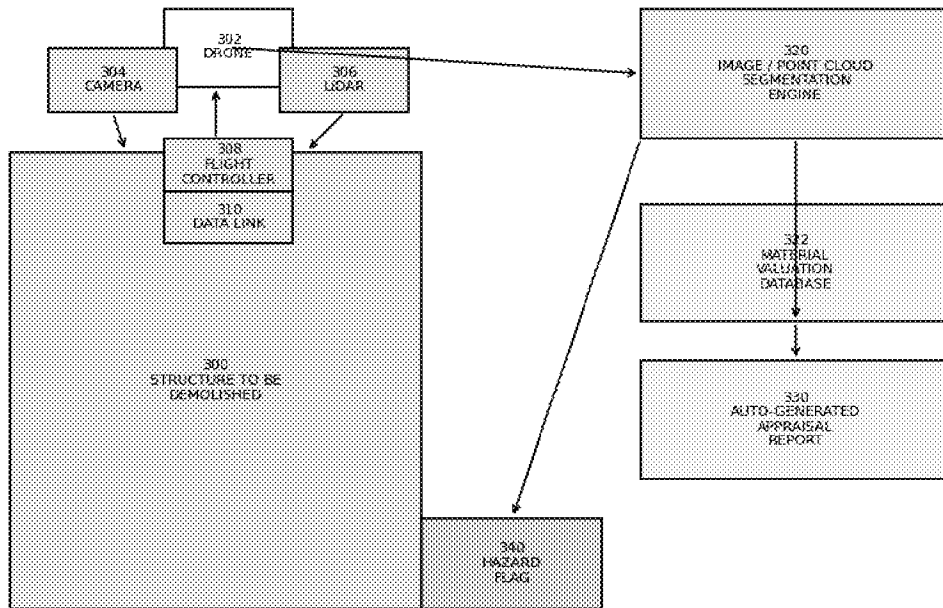 302
DRONE
304
CAMERA
306
LiDAR
308
FLIGHT
CONTROLLER
310
DATA LINK
300
STRUCTURE TO BE
DEMOLISHED
320
IMAGE / POINT CLOUD
SEGMENTATION
ENGINE
322
MATERIAL
VALUATION
DATABASE
330
AUTO-GENERATED
APPRAISAL
REPORT
340
HAZARD
FLAG